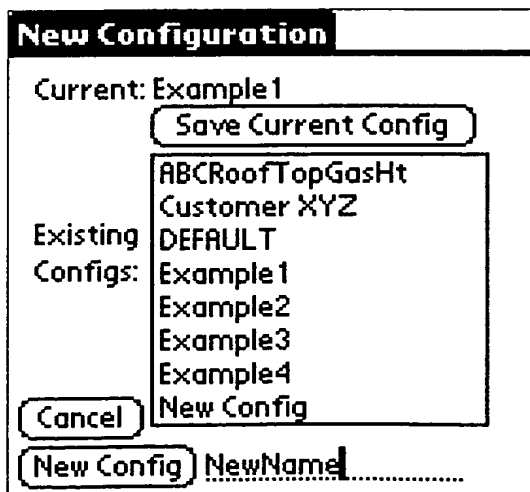 New Configuration
Current: Example1
Save Current Config
ABCRoofTopGasHt
Customer XYZ
Existing DEFAULT
Configs: Example1
Example2
Example3
Example4
Cancel New Config
New Config NewName